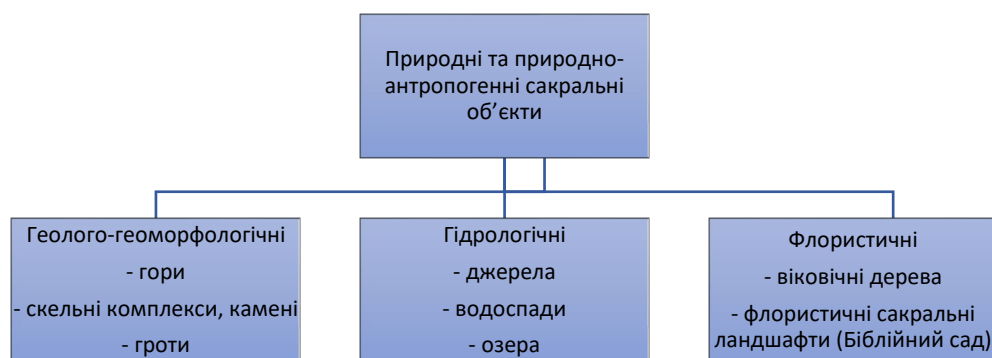 Природні та природно-
антропогенні сакральні
об’єкти
Геолого-геоморфологічні
- гори
- скельні комплекси, камені
- гроти
Гідрологічні
- джерела
- водоспади
- озера
Флористичні
- віковічні дерева
- флористичні сакральні
ландшафти (Біблійний сад)